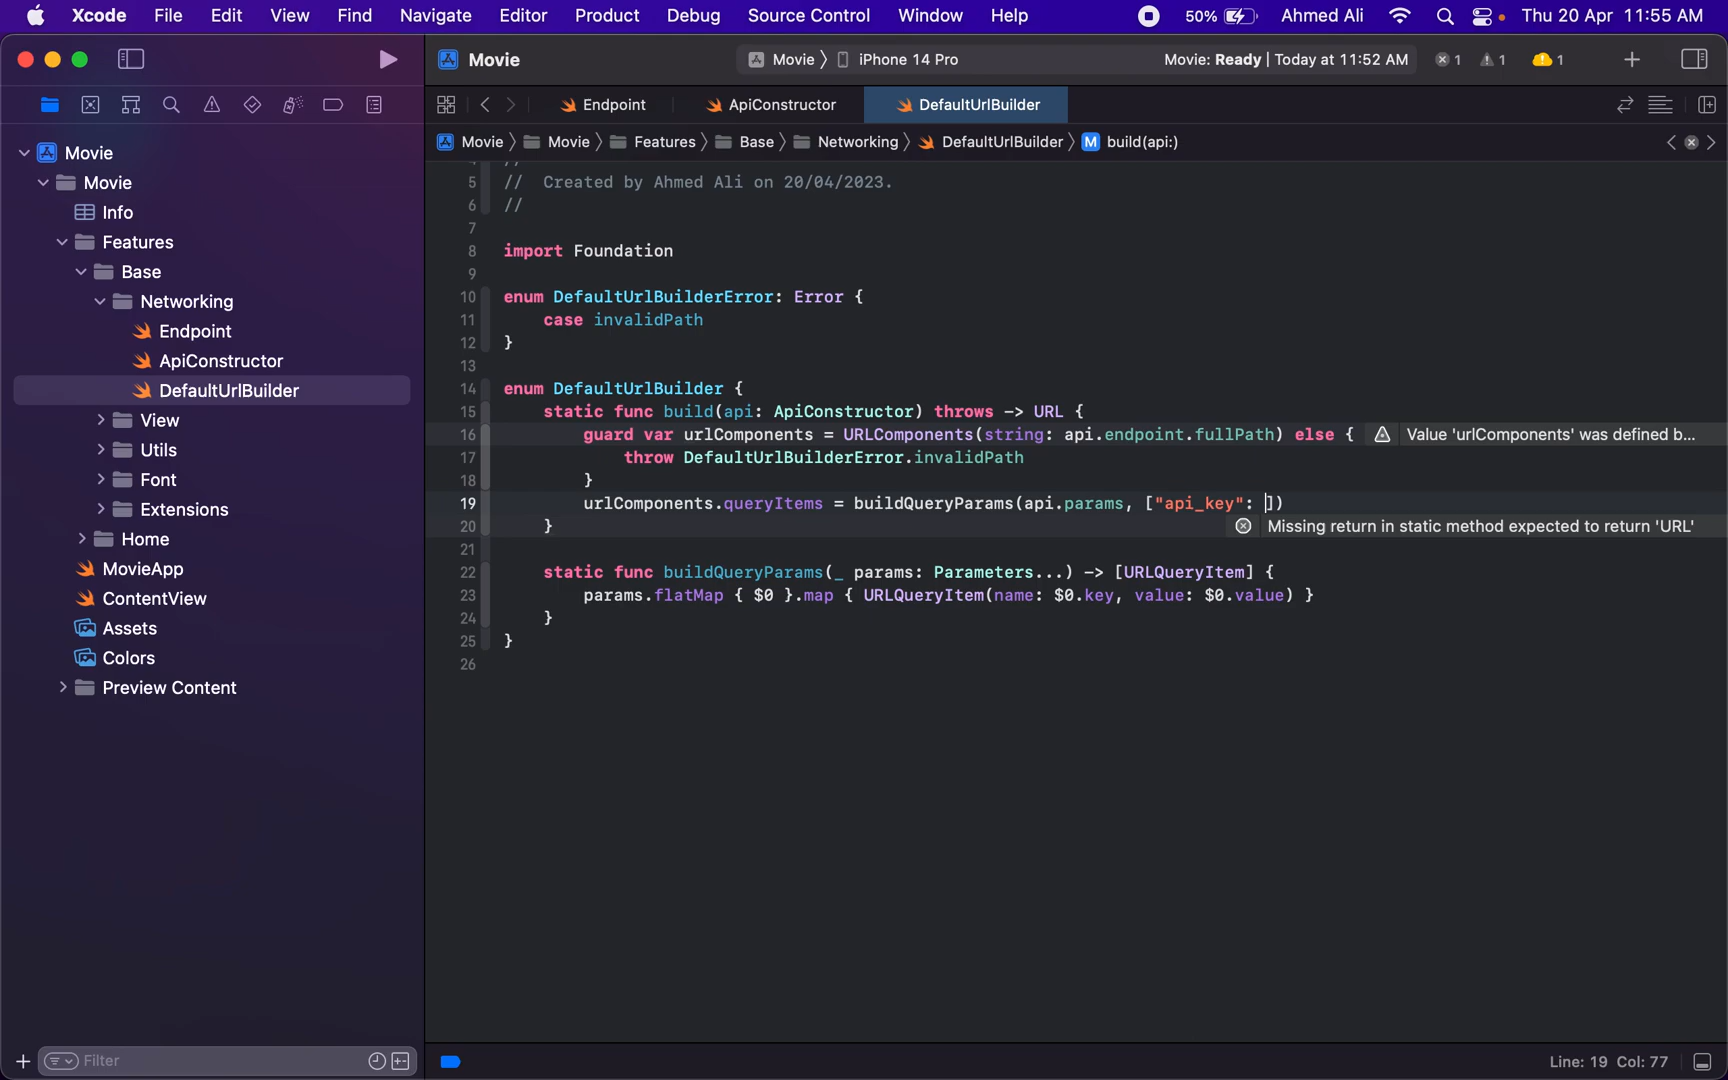 Xcode File Edit View Find Navigate Editor Product Debug Source Control Window Help 50% Ahmed Ali Thu 20 Apr 11:55 AM
Movie Movie 〉 iPhone 14 Pro Movie: Ready | Today at 11:52 AM 1 1 1
Endpoint ApiConstructor DefaultUrlBuilder
Movie 〉 Movie 〉 Features 〉 Base 〉 Networking 〉 DefaultUrlBuilder 〉 M build(api:)
Movie
Movie
Info
Features
Base
Networking
Endpoint
ApiConstructor
DefaultUrlBuilder
View
Utils
Font
Extensions
Home
MovieApp
ContentView
Assets
Colors
Preview Content
Filter
//
5 // Created by Ahmed Ali on 20/04/2023.
6 //
7
8 import Foundation
9
10 enum DefaultUrlBuilderError: Error {
11 case invalidPath
12 }
13
14 enum DefaultUrlBuilder {
15 static func build(api: ApiConstructor) throws -> URL {
16 guard var urlComponents = URLComponents(string: api.endpoint.fullPath) else { Value 'urlComponents' was defined b...
17 throw DefaultUrlBuilderError.invalidPath
18 }
19 urlComponents.queryItems = buildQueryParams(api.params, ["api_key": ])
20 } Missing return in static method expected to return 'URL'
21
22 static func buildQueryParams(_ params: Parameters...) -> [URLQueryItem] {
23 params.flatMap { $0 }.map { URLQueryItem(name: $0.key, value: $0.value) }
24 }
25 }
26
Line: 19 Col: 77